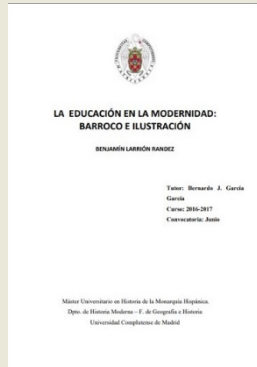 LA EDUCACIÓN EN LA MODERNIDAD:
BARROCO E ILUSTRACIÓN
BENJAMÍN LARRIÓN RANDEZ
Tutor: Bernardo J. García
García
Curso: 2016-2017
Convocatoria: Junio
Máster Universitario en Historia de la Monarquía Hispánica.
Dpto. de Historia Moderna – F. de Geografía e Historia
Universidad Complutense de Madrid